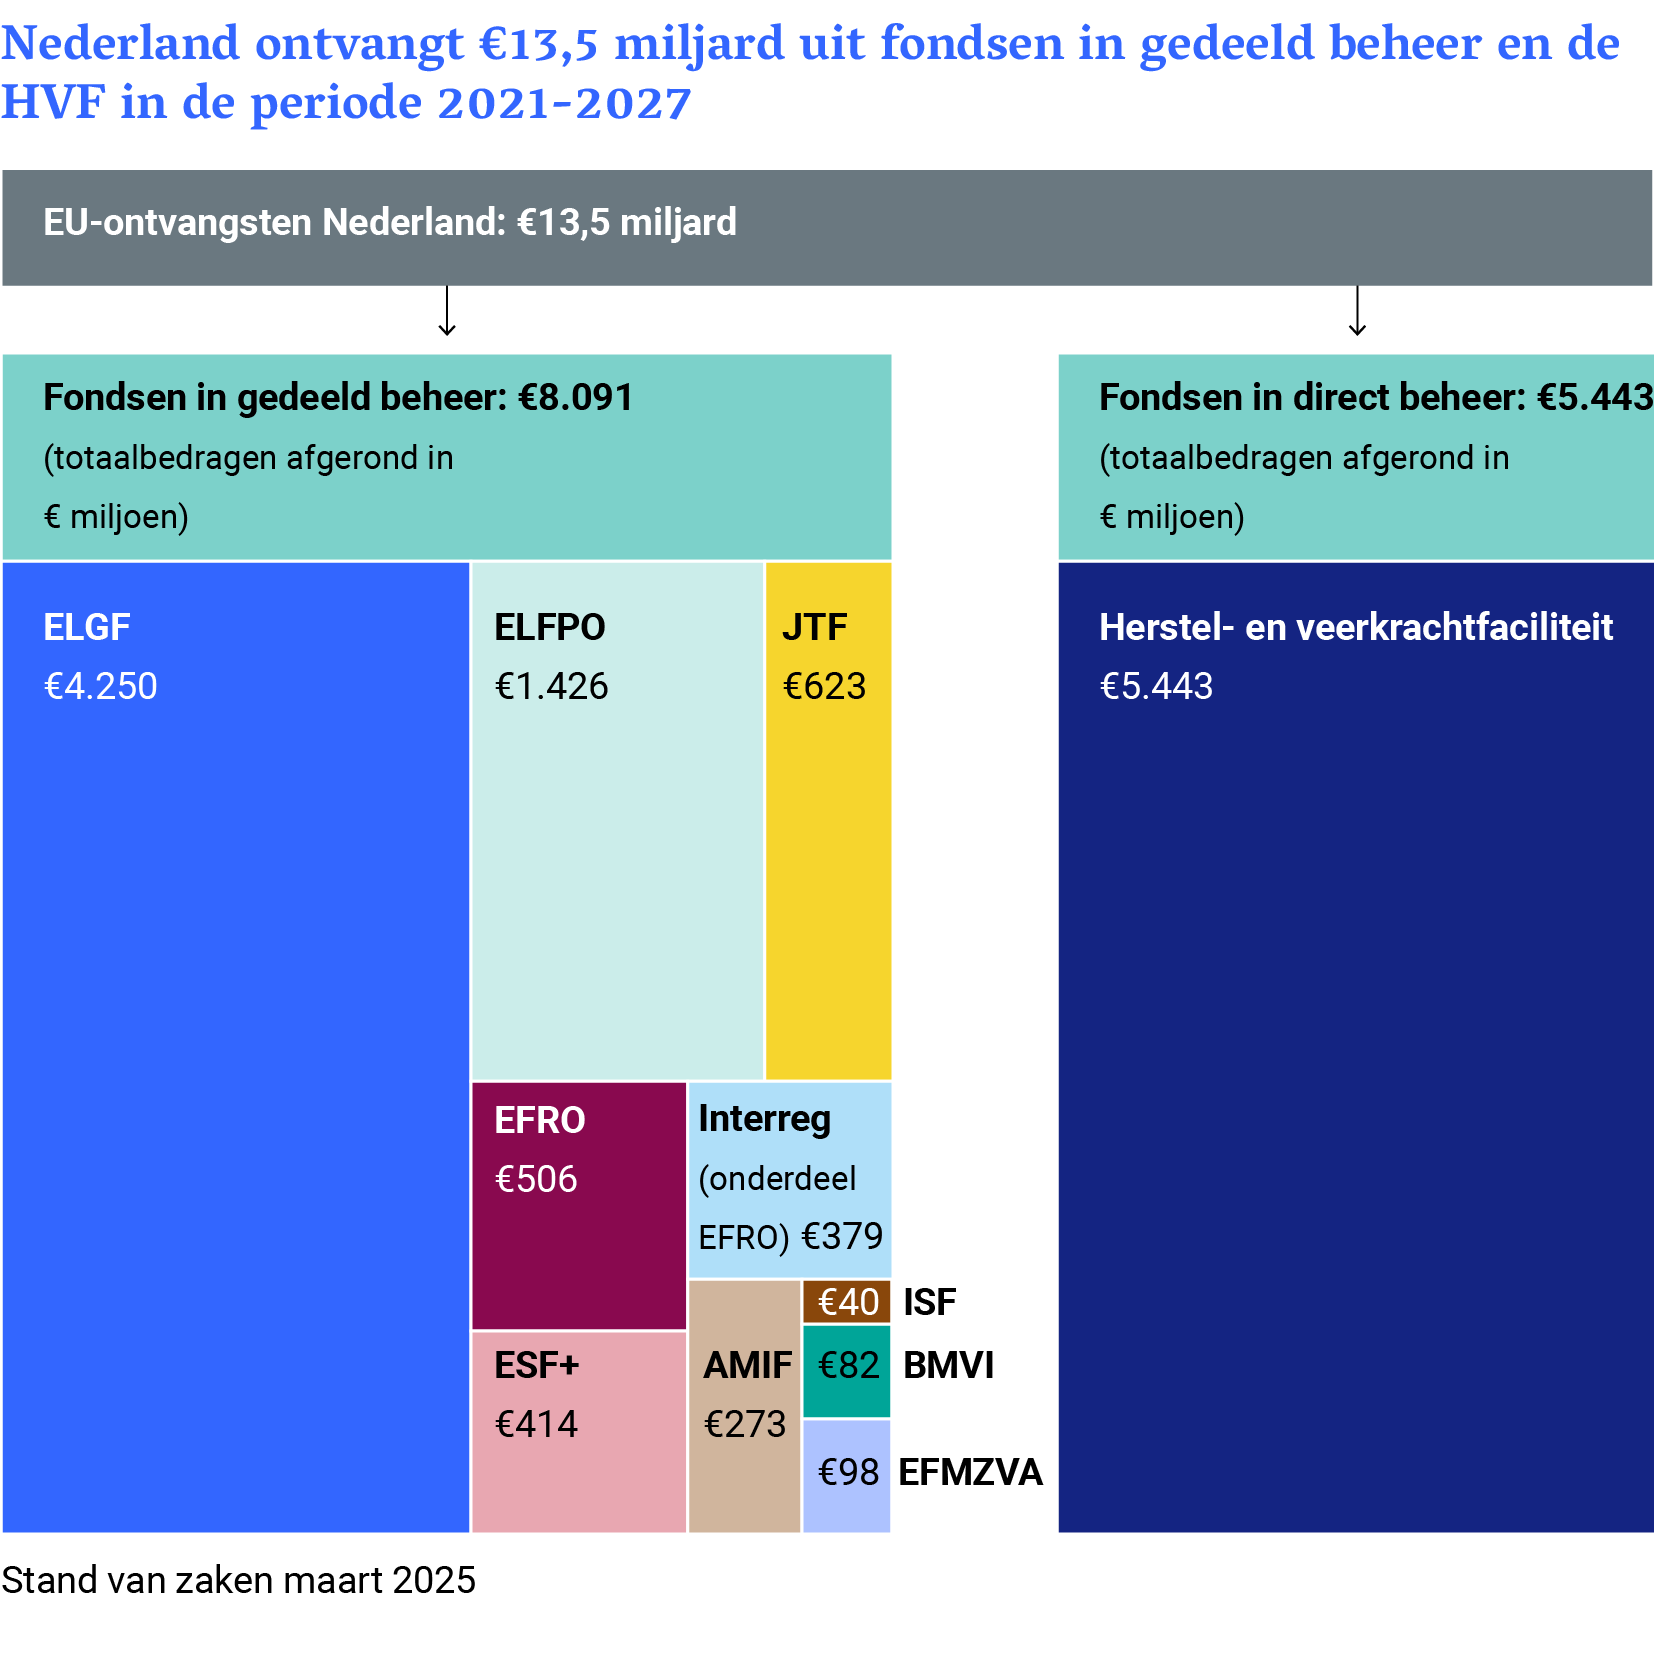 Nederland ontvangt €13,5 miljard uit fondsen in gedeeld beheer en de
HVF in de periode 2021-2027
EU-ontvangsten Nederland: €13,5 miljard
Fondsen in gedeeld beheer: €8.091
(totaalbedragen afgerond in
€ miljoen)
Fondsen in direct beheer: €5.443
(totaalbedragen afgerond in
€ miljoen)
ELGF
€4.250
ELFPO
€1.426
JTF
€623
Herstel- en veerkrachtfaciliteit
€5.443
EFRO
€506
Interreg
(onderdeel
EFRO) €379
€40 ISF
ESF+
€414
AMIF
€273
€82 BMVI
€98 EFMZVA
Stand van zaken maart 2025